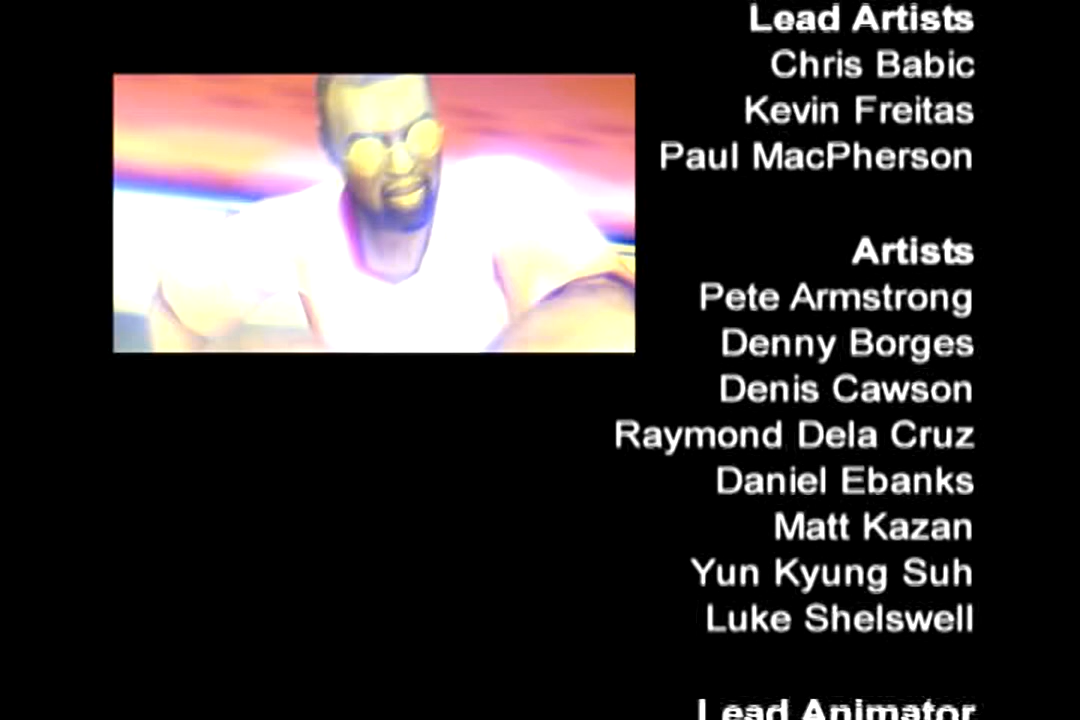 Lead Artists
Chris Babic
Kevin Freitas
Paul MacPherson
Artists
Pete Armstrong
Denny Borges
Denis Cawson
Raymond Dela Cruz
Daniel Ebanks
Matt Kazan
Yun Kyung Suh
Luke Shelswell
Lead Animator